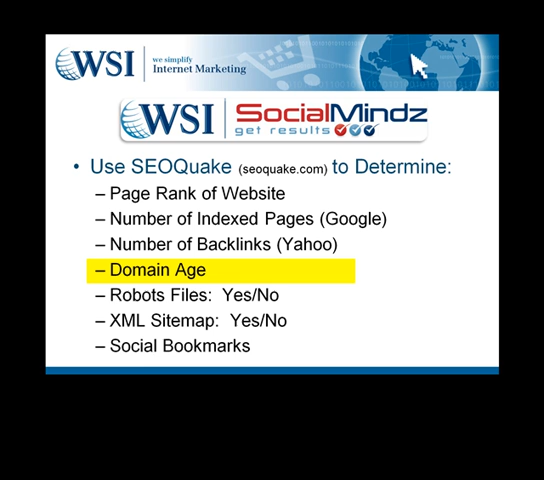 WSI we simplify Internet Marketing
WSI SocialMindz
get results
• Use SEOQuake (seoquake.com) to Determine:
– Page Rank of Website
– Number of Indexed Pages (Google)
– Number of Backlinks (Yahoo)
– Domain Age
– Robots Files: Yes/No
– XML Sitemap: Yes/No
– Social Bookmarks